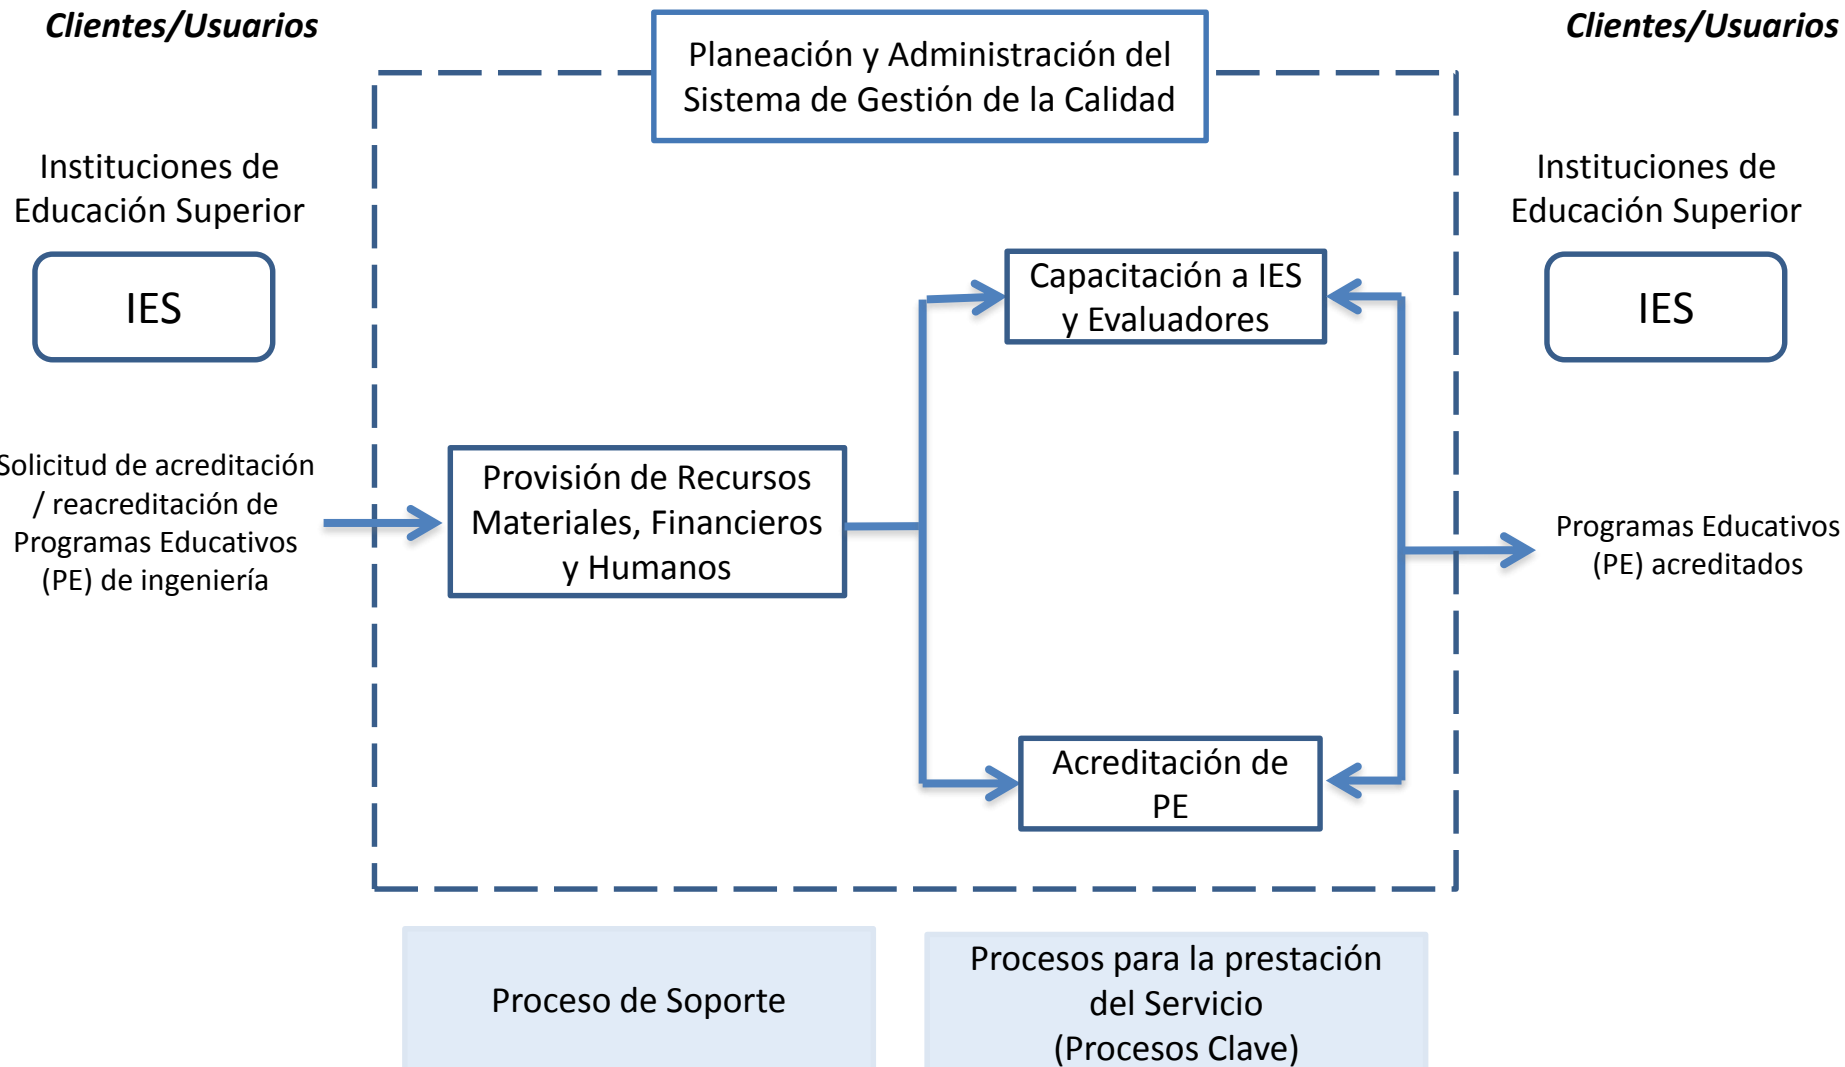 Clientes/Usuarios
Clientes/Usuarios
Planeación y Administración del
Sistema de Gestión de la Calidad
Instituciones de
Educación Superior
IES
Instituciones de
Educación Superior
IES
Capacitación a IES
y Evaluadores
Solicitud de acreditación
/ reacreditación de
Programas Educativos
(PE) de ingeniería
Provisión de Recursos
Materiales, Financieros
y Humanos
Programas Educativos
(PE) acreditados
Acreditación de
PE
Proceso de Soporte
Procesos para la prestación
del Servicio
(Procesos Clave)